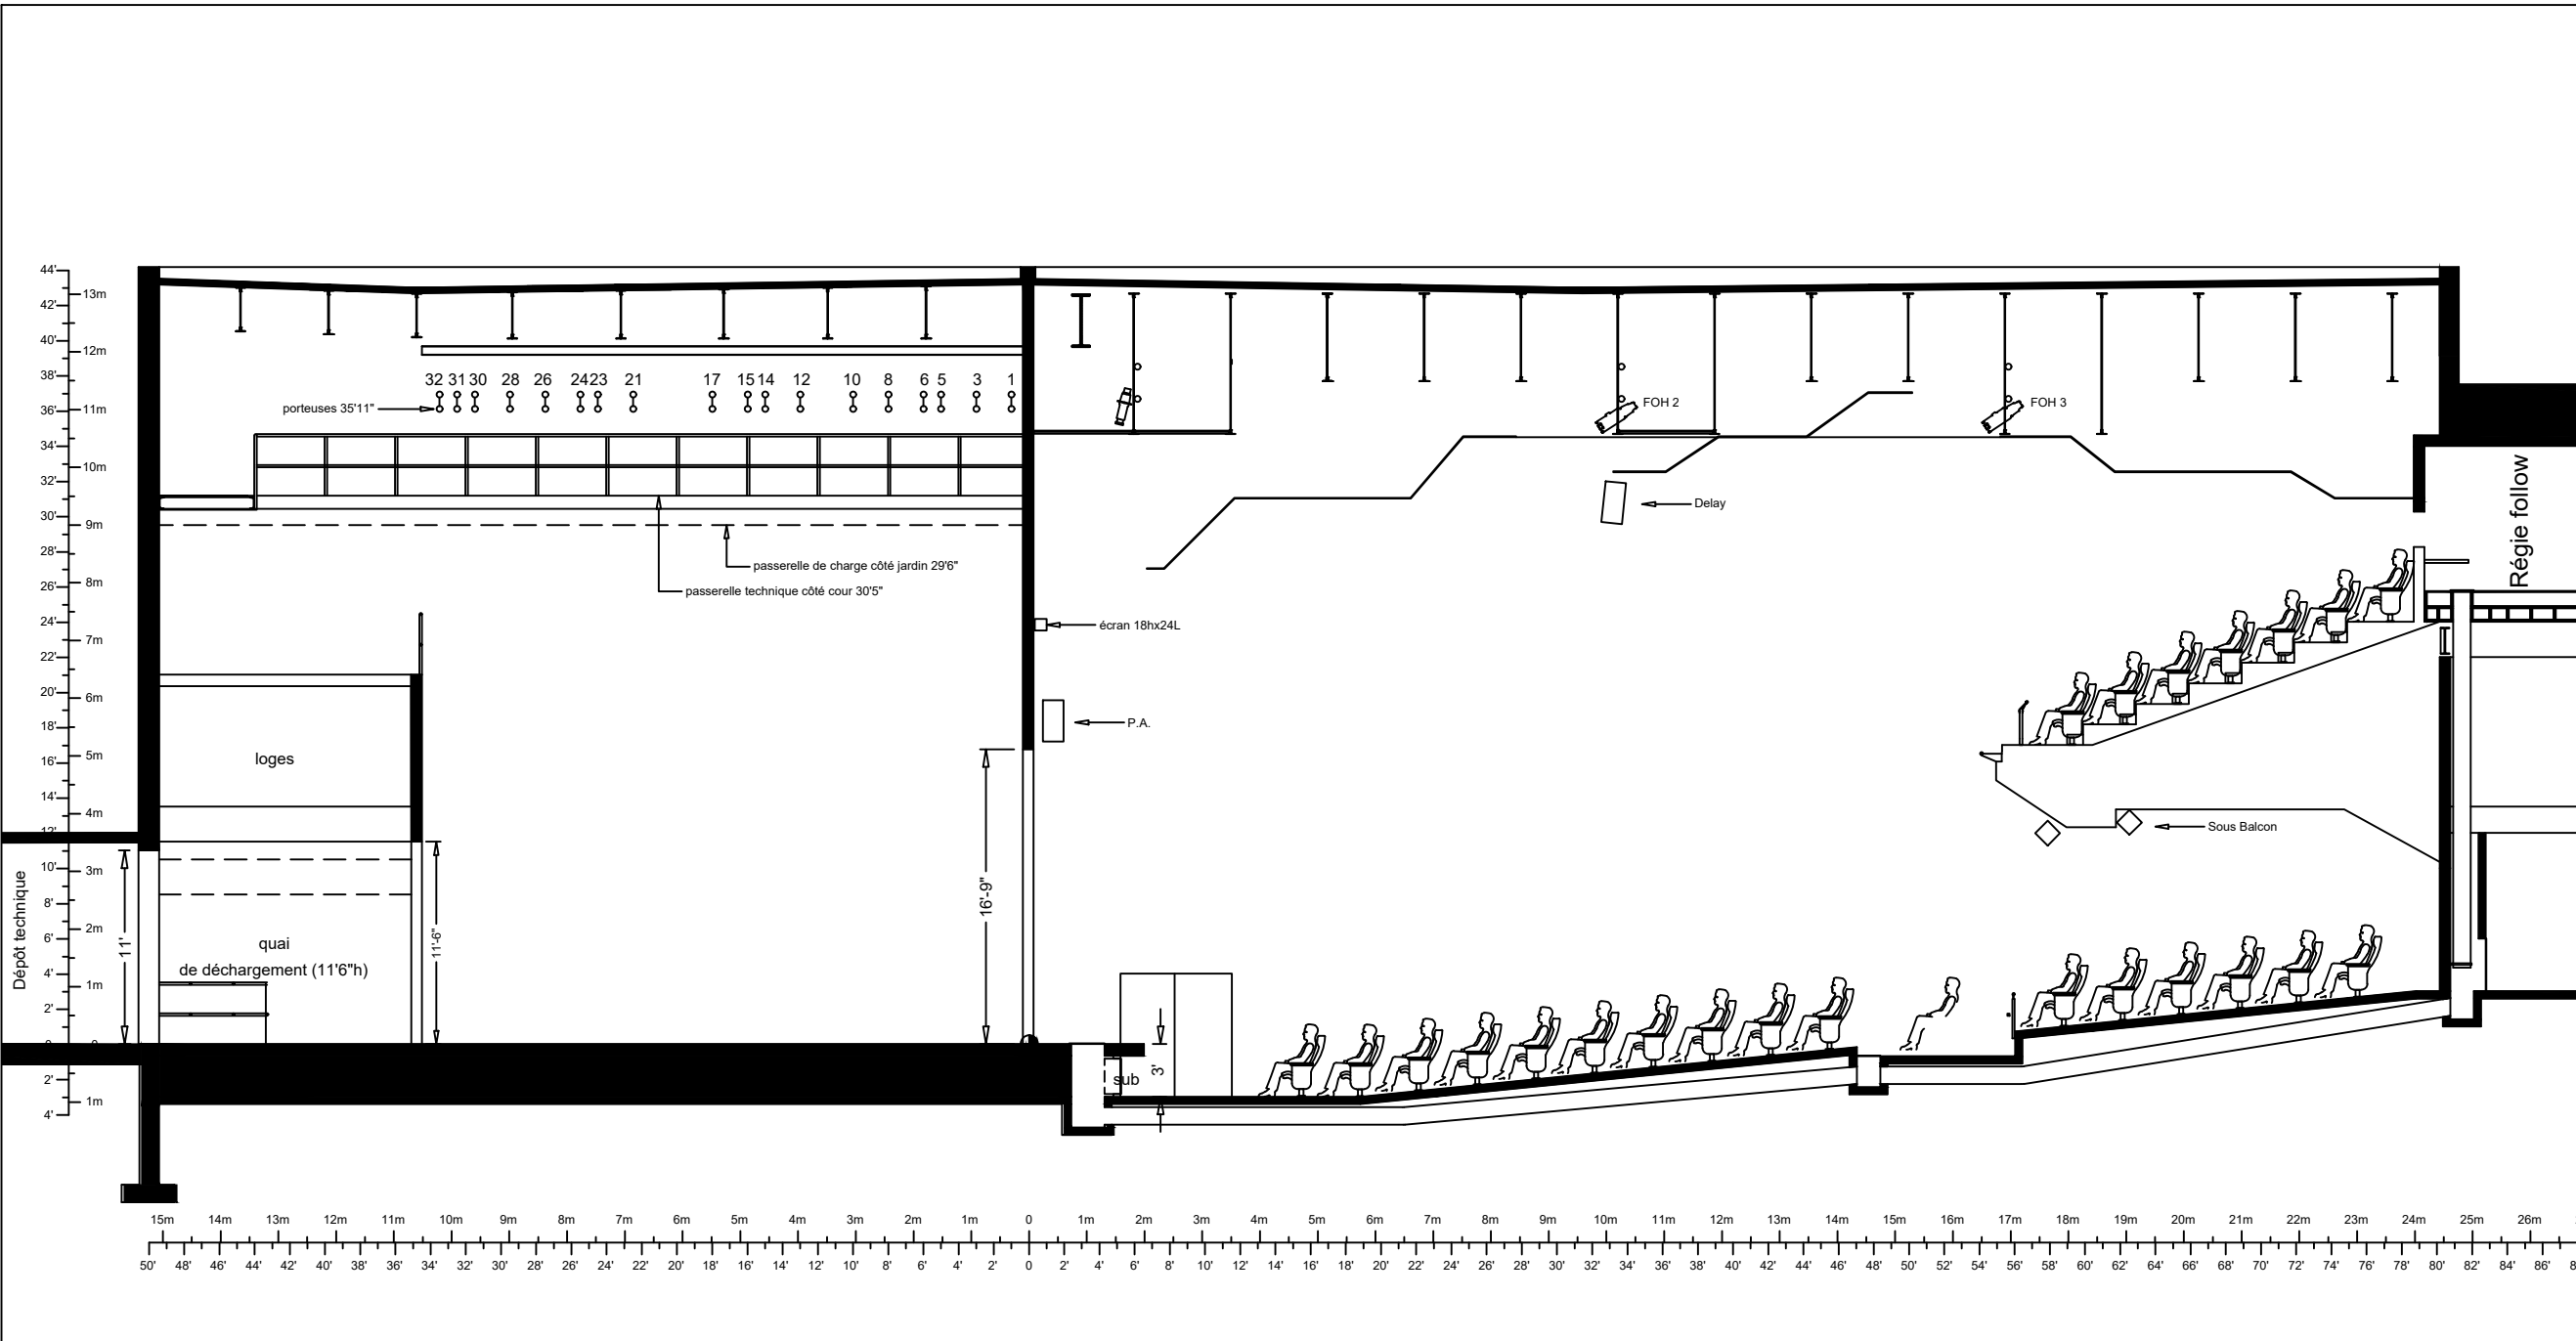 44'
42'
40'
38'
36'
34'
32'
30'
28'
26'
24'
22'
20'
18'
16'
14'
12'
10'
8'
6'
4'
2'
0
2'
4'
13m
12m
11m
10m
9m
8m
7m
6m
5m
4m
3m
2m
1m
0
1m
32 31 30 28 26 24 23 21 17 15 14 12 10 8 6 5 3 1
porteuses 35'11"
FOH 2
FOH 3
Delay
Régie follow
passerelle de charge côté jardin 29'6"
passerelle technique côté cour 30'5"
écran 18hx24L
P.A.
loges
Sous Balcon
Dépôt technique
11'
11'-6"
16'-9"
quai
de déchargement (11'6"h)
sub
3'
15m 14m 13m 12m 11m 10m 9m 8m 7m 6m 5m 4m 3m 2m 1m 0 1m 2m 3m 4m 5m 6m 7m 8m 9m 10m 11m 12m 13m 14m 15m 16m 17m 18m 19m 20m 21m 22m 23m 24m 25m 26m
50' 48' 46' 44' 42' 40' 38' 36' 34' 32' 30' 28' 26' 24' 22' 20' 18' 16' 14' 12' 10' 8' 6' 4' 2' 0 2' 4' 6' 8' 10' 12' 14' 16' 18' 20' 22' 24' 26' 28' 30' 32' 34' 36' 38' 40' 42' 44' 46' 48' 50' 52' 54' 56' 58' 60' 62' 64' 66' 68' 70' 72' 74' 76' 78' 80' 82' 84' 86'